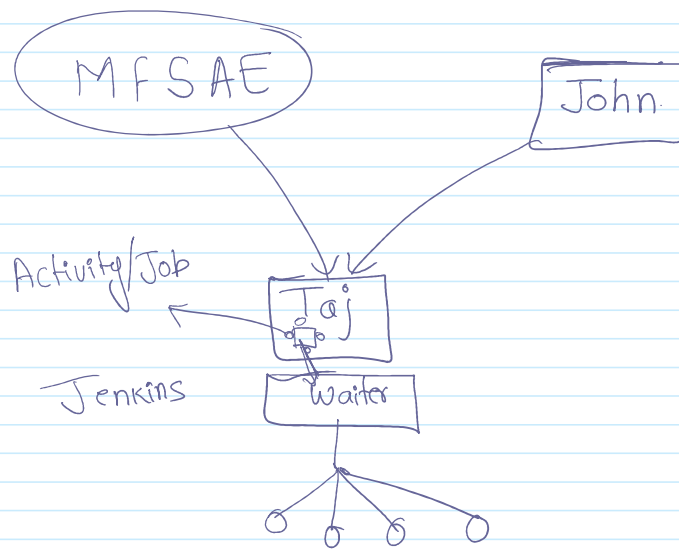 MFSAE
John
Activity/Job
Taj
Jenkins
Waiter